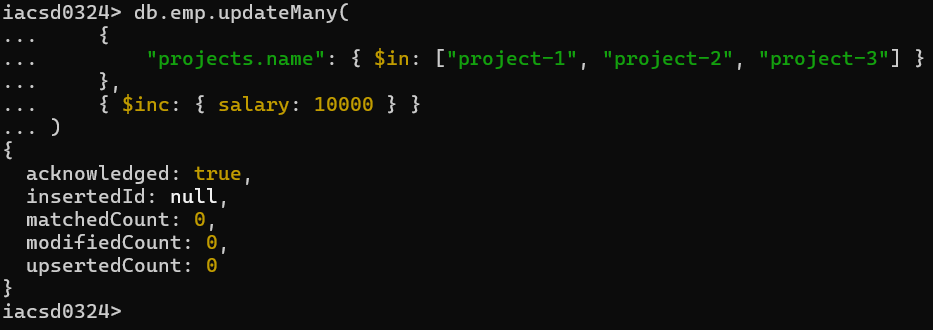 iacsd0324> db.emp.updateMany(
...     {
...         "projects.name": { $in: ["project-1", "project-2", "project-3"] }
...     },
...     { $inc: { salary: 10000 } }
... )
{
  acknowledged: true,
  insertedId: null,
  matchedCount: 0,
  modifiedCount: 0,
  upsertedCount: 0
}
iacsd0324>